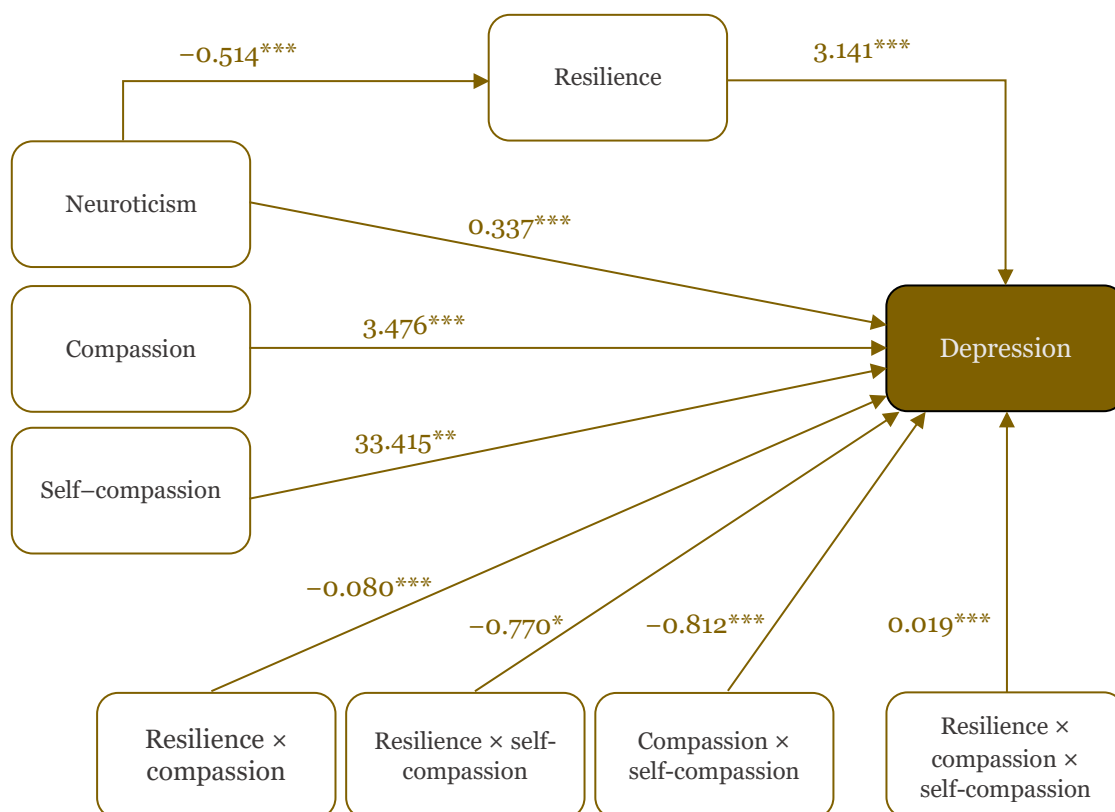 −0.514***
Resilience
3.141***
Neuroticism
0.337***
Compassion
3.476***
Depression
Self–compassion
33.415**
−0.080***
−0.770*
−0.812***
0.019***
Resilience ×
compassion
Resilience × self-
compassion
Compassion ×
self-compassion
Resilience ×
compassion ×
self-compassion